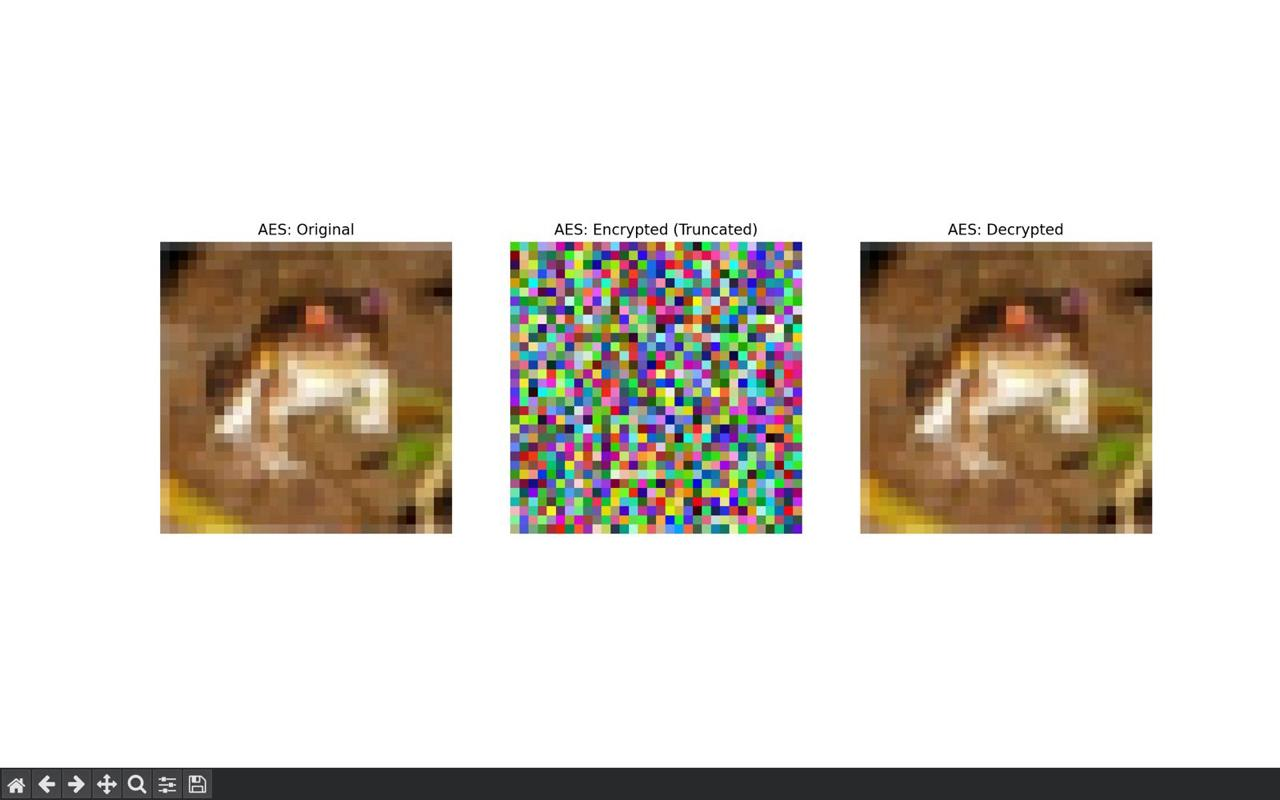 AES: Original
AES: Encrypted (Truncated)
AES: Decrypted